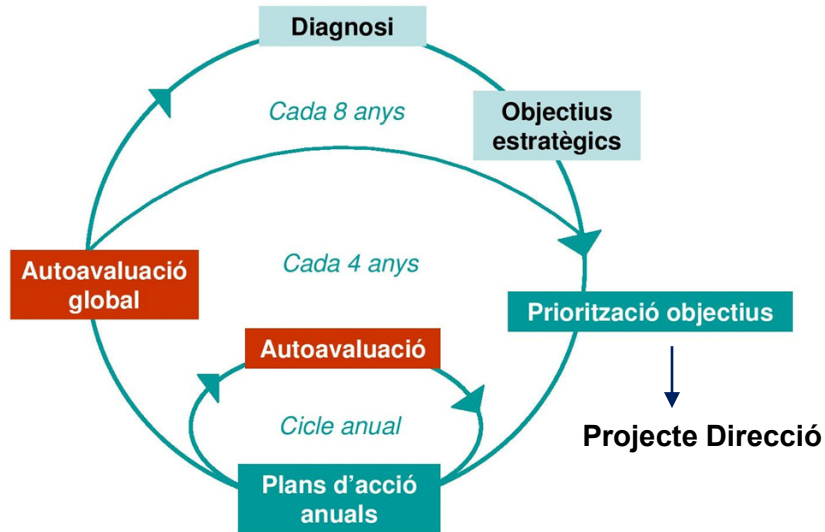 Diagnosi
Cada 8 anys
Objectius
estratègics
Autoavaluació
global
Cada 4 anys
Priorització objectius
Autoavaluació
Cicle anual
Projecte Direcció
Plans d’acció
anuals